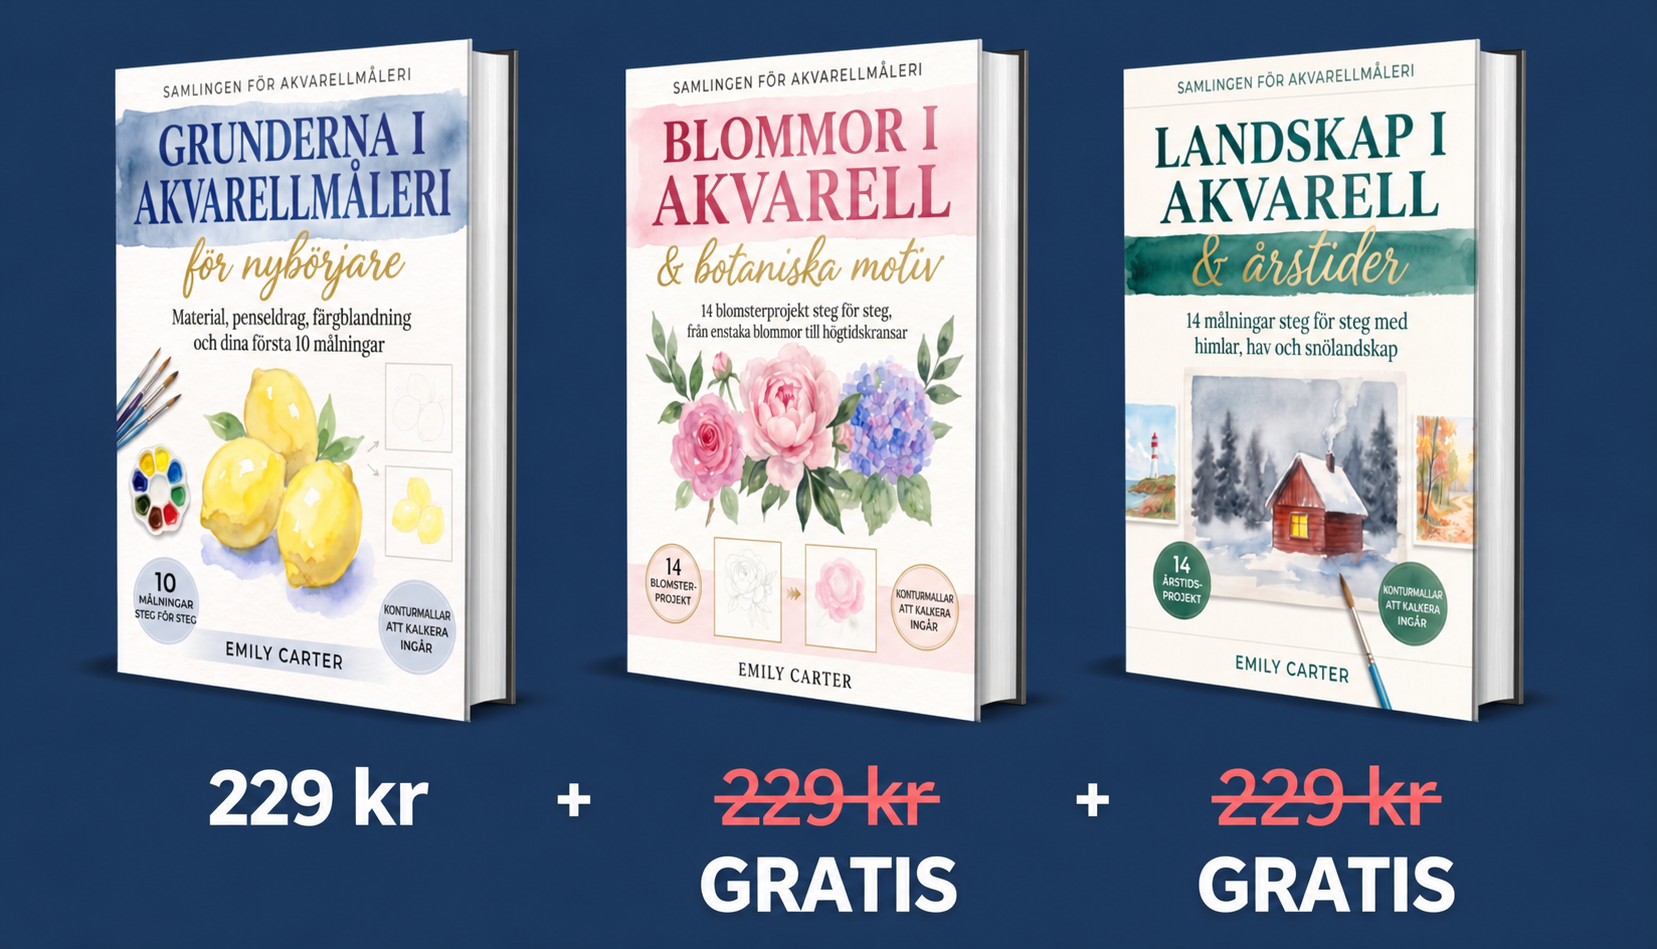 SAMLINGEN FÖR AKVARELLMÅLERI
GRUNDERNA I
AKVARELLMÅLERI
för nybörjare
Material, penseldrag, färgblandning
och dina första 10 målningar
10
MÅLNINGAR
STEG FÖR STEG
KONTURMALLAR
ATT KALKERA
INGÅR
EMILY CARTER
SAMLINGEN FÖR AKVARELLMÅLERI
BLOMMOR I
AKVARELL
& botaniska motiv
14 blomsterprojekt steg för steg,
från enstaka blommor till högtidskransar
14
BLOMSTER-
PROJEKT
KONTURMALLAR
ATT KALKERA
INGÅR
EMILY CARTER
SAMLINGEN FÖR AKVARELLMÅLERI
LANDSKAP I
AKVARELL
& årstider
14 målningar steg för steg med
himlar, hav och snölandskap
14
ÅRSTIDS-
PROJEKT
KONTURMALLAR
ATT KALKERA
INGÅR
EMILY CARTER
229 kr + 229 kr + 229 kr
GRATIS GRATIS